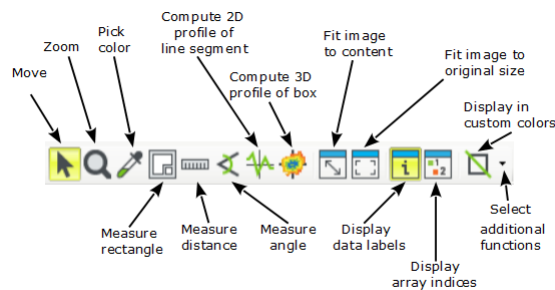 Move
Zoom
Pick
color
Compute 2D
profile of
line segment
Compute 3D
profile of box
Fit image
to content
Fit image to
original size
Display in
custom colors
Measure
rectangle
Measure
distance
Measure
angle
Display
data labels
Display
array indices
Select
additional
functions
i
1
2